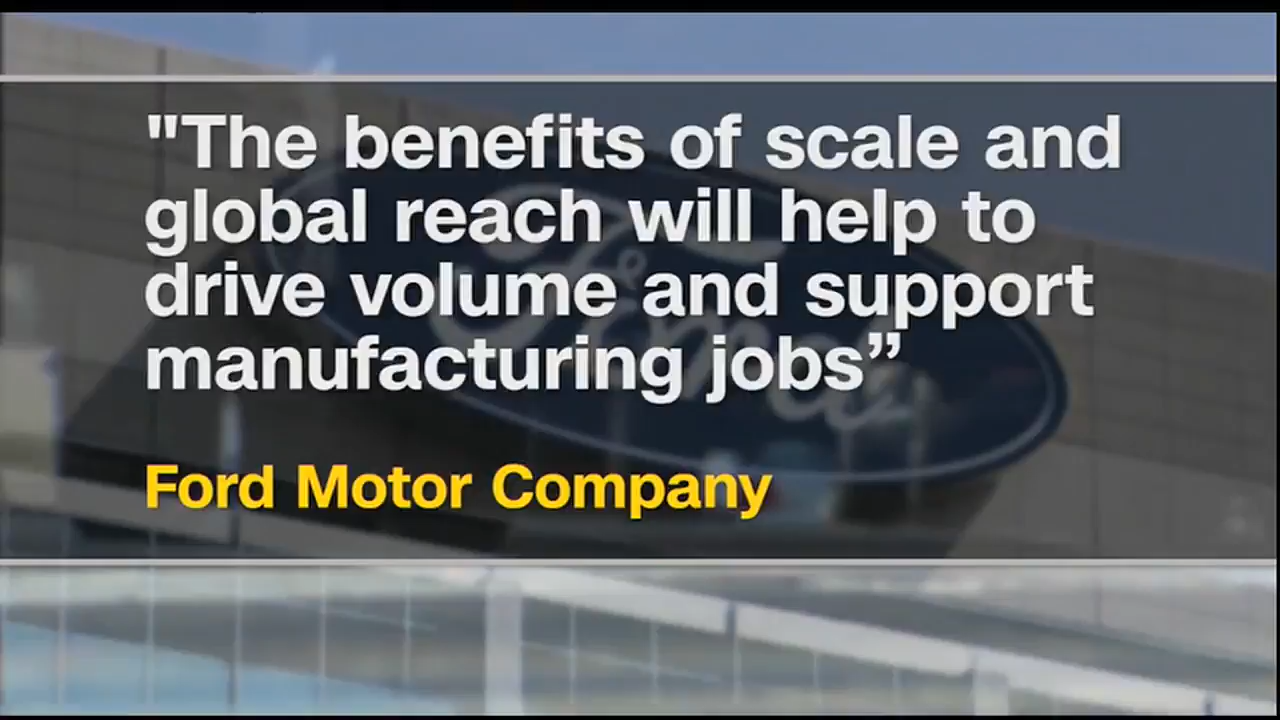 "The benefits of scale and
global reach will help to
drive volume and support
manufacturing jobs”
Ford Motor Company
Ford